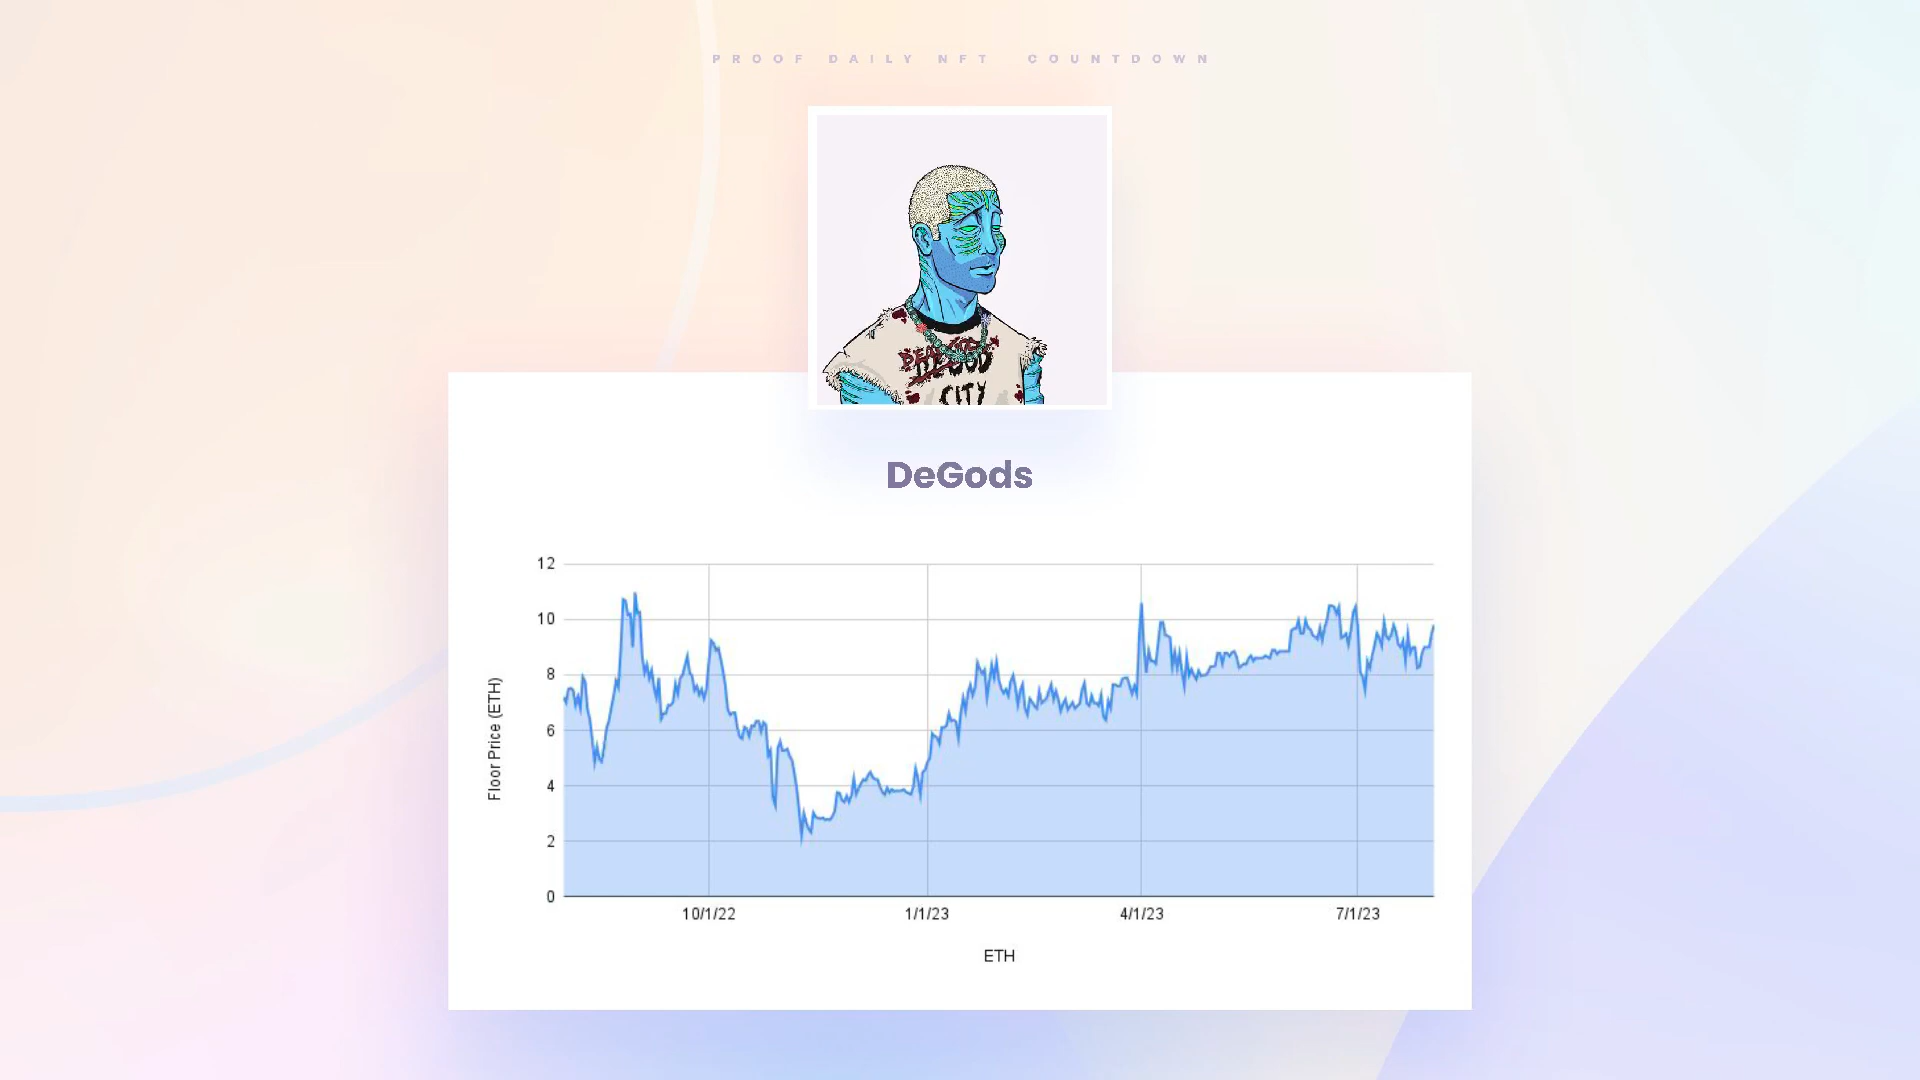 PROOF DAILY NFT COUNTDOWN
CITY
DeGods
Floor Price (ETH)
12
10
8
6
4
2
0
10/1/22
1/1/23
4/1/23
7/1/23
ETH